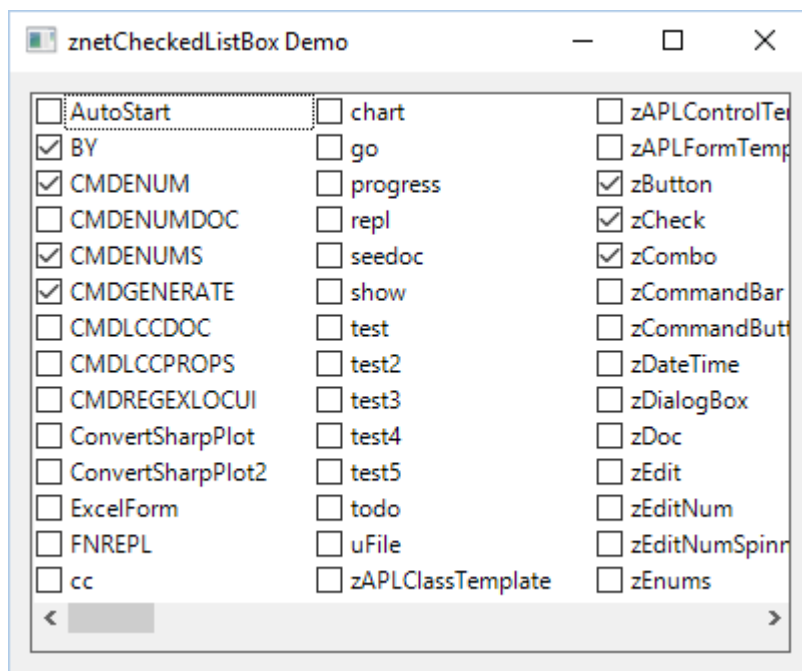 znetCheckedListBox Demo
AutoStart
BY
CMDENUM
CMDENUMDOC
CMDENUMS
CMDGENERATE
CMDLCCDOC
CMDLCCPROPS
CMDREGEXLOCUI
ConvertSharpPlot
ConvertSharpPlot2
ExcelForm
FNREPL
cc
chart
go
progress
repl
seedoc
show
test
test2
test3
test4
test5
todo
uFile
zAPLClassTemplate
zAPLControlTe
zAPLFormTemp
zButton
zCheck
zCombo
zCommandBar
zCommandButt
zDateTime
zDialogBox
zDoc
zEdit
zEditNum
zEditNumSpinn
zEnums